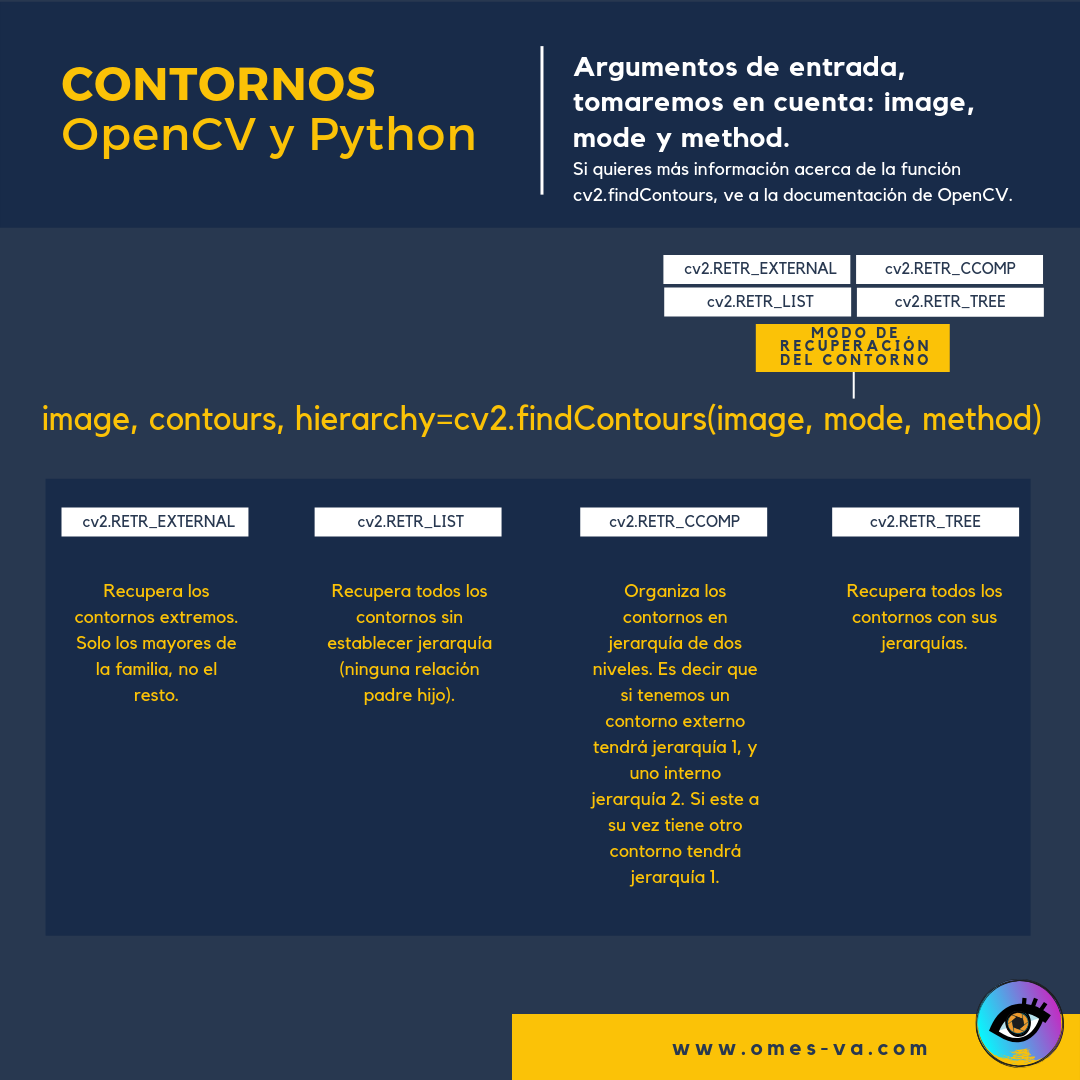 CONTORNOS
OpenCV y Python
Argumentos de entrada,
tomaremos en cuenta: image,
mode y method.
Si quieres más información acerca de la función
cv2.findContours, ve a la documentación de OpenCV.
cv2.RETR_EXTERNAL
cv2.RETR_CCOMP
cv2.RETR_LIST
cv2.RETR_TREE
MODO DE
RECUPERACIÓN
DEL CONTORNO
image, contours, hierarchy=cv2.findContours(image, mode, method)
cv2.RETR_EXTERNAL
Recupera los
contornos extremos.
Solo los mayores de
la familia, no el
resto.
cv2.RETR_LIST
Recupera todos los
contornos sin
establecer jerarquía
(ninguna relación
padre hijo).
cv2.RETR_CCOMP
Organiza los
contornos en
jerarquía de dos
niveles. Es decir que
si tenemos un
contorno externo
tendrá jerarquía 1, y
uno interno
jerarquía 2. Si este a
su vez tiene otro
contorno tendrá
jerarquía 1.
cv2.RETR_TREE
Recupera todos los
contornos con sus
jerarquías.
www.omes-va.com